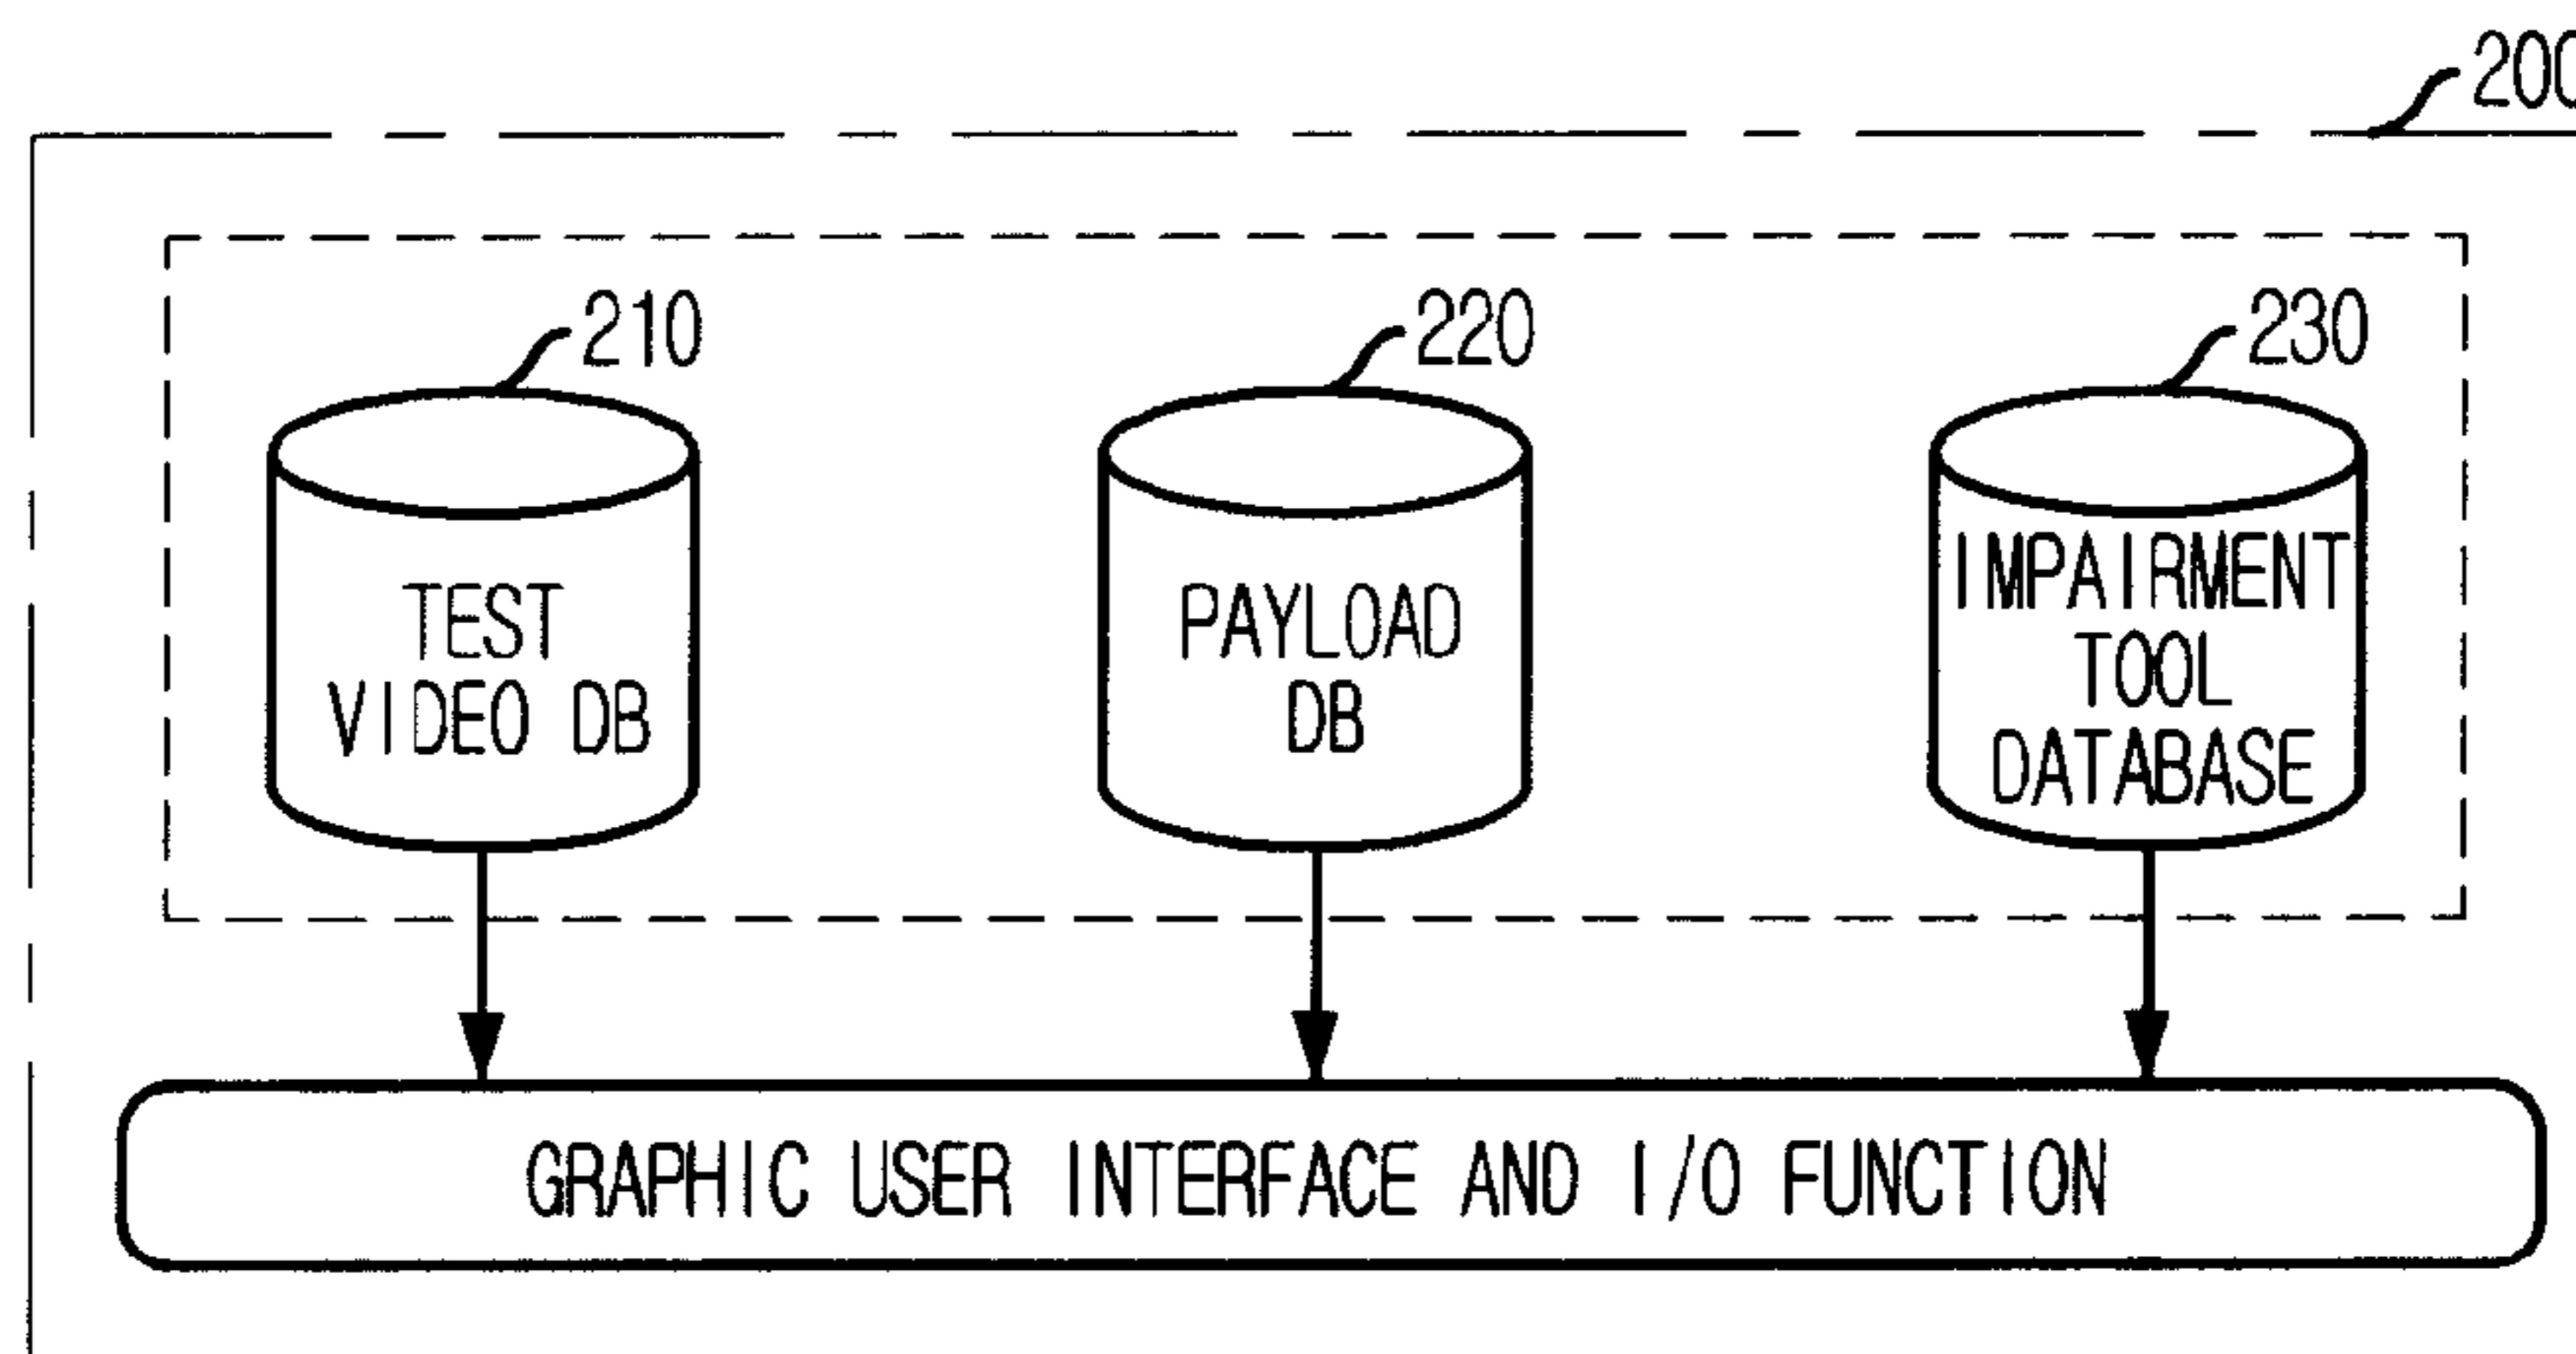 200
210
220
230
TEST
VIDEO DB
PAYLOAD
DB
IMPAIRMENT
TOOL
DATABASE
GRAPHIC USER INTERFACE AND I/O FUNCTION